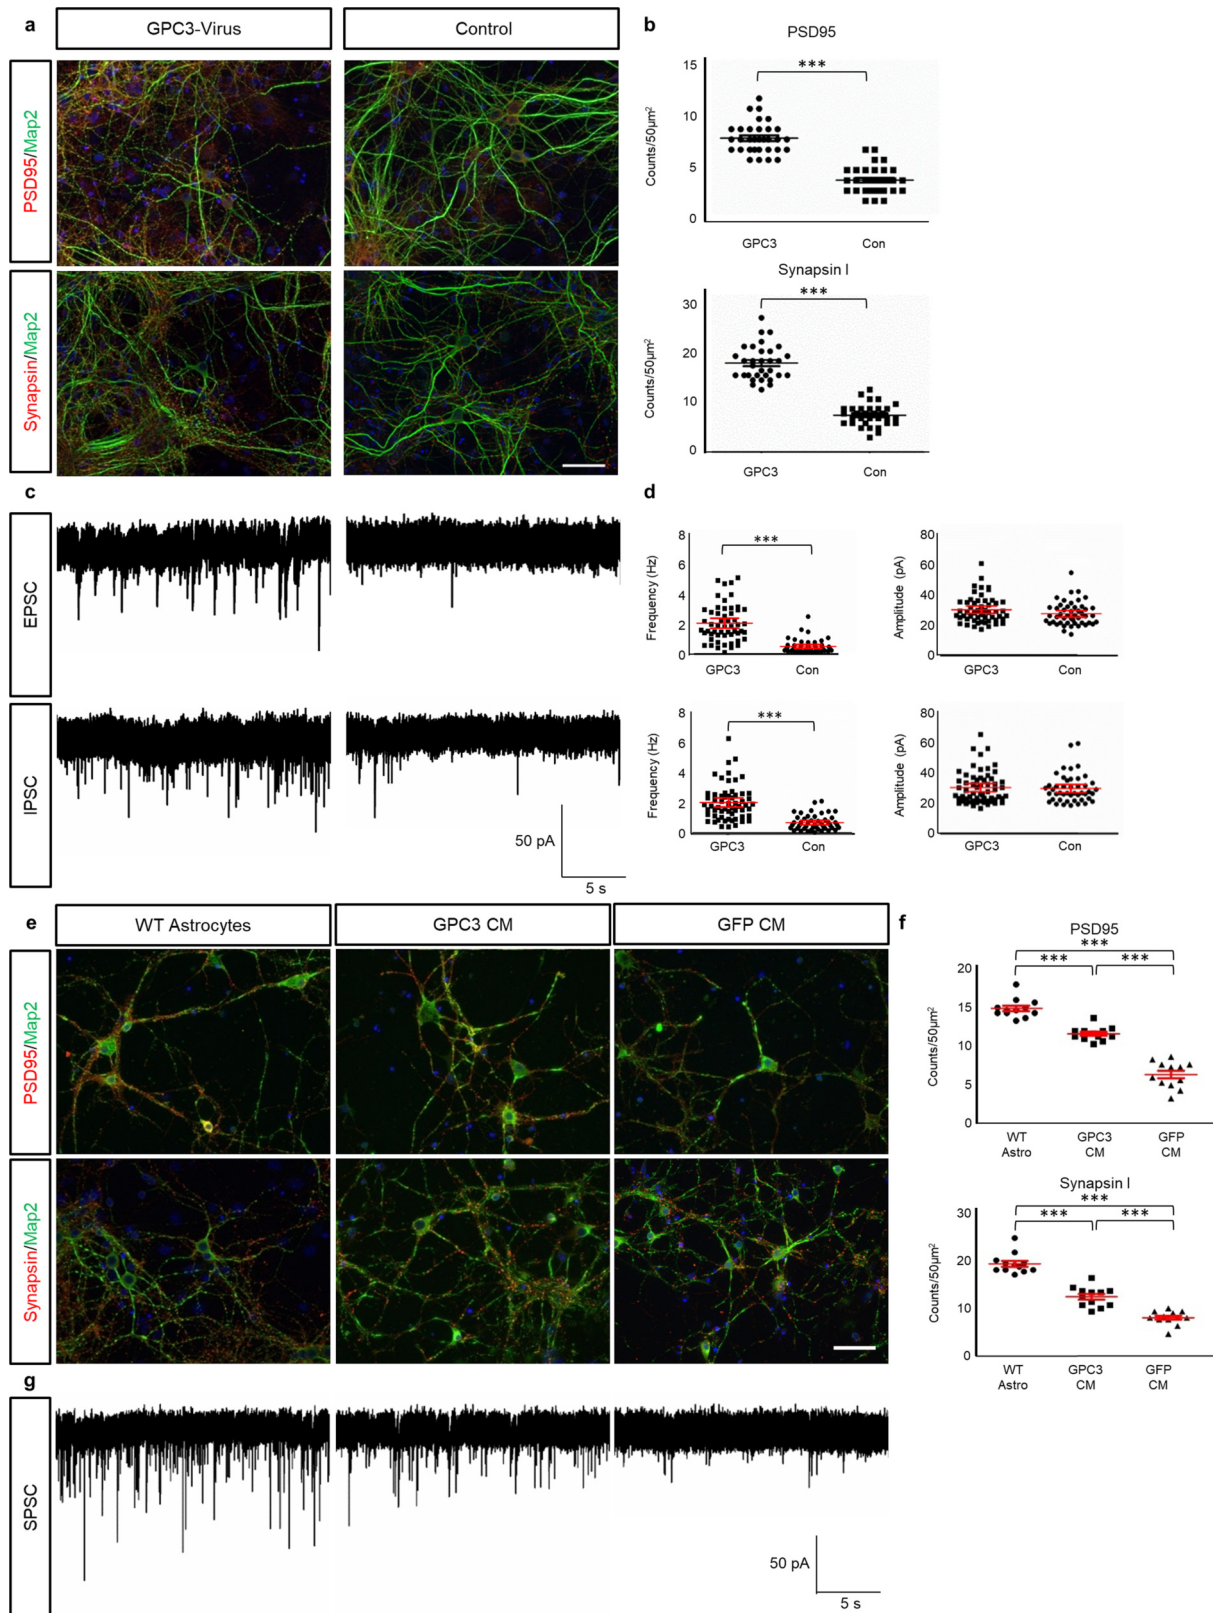 a
GPC3-Virus
Control
PSD95/Map2
Synapsin/Map2
b
PSD95
***
15
10
5
0
Counts/50µm²
GPC3
Con
Synapsin I
***
30
20
10
0
Counts/50µm²
GPC3
Con
c
EPSC
IPSC
50 pA
5 s
d
8
6
4
2
0
Frequency (Hz)
***
GPC3
Con
80
60
40
20
0
Amplitude (pA)
GPC3
Con
8
6
4
2
0
Frequency (Hz)
***
GPC3
Con
80
60
40
20
0
Amplitude (pA)
GPC3
Con
e
WT Astrocytes
GPC3 CM
GFP CM
PSD95/Map2
Synapsin/Map2
f
PSD95
***
***
***
20
15
10
5
0
Counts/50µm²
WT
Astro
GPC3
CM
GFP
CM
Synapsin I
***
***
***
30
20
10
0
Counts/50µm²
WT
Astro
GPC3
CM
GFP
CM
g
SPSC
50 pA
5 s